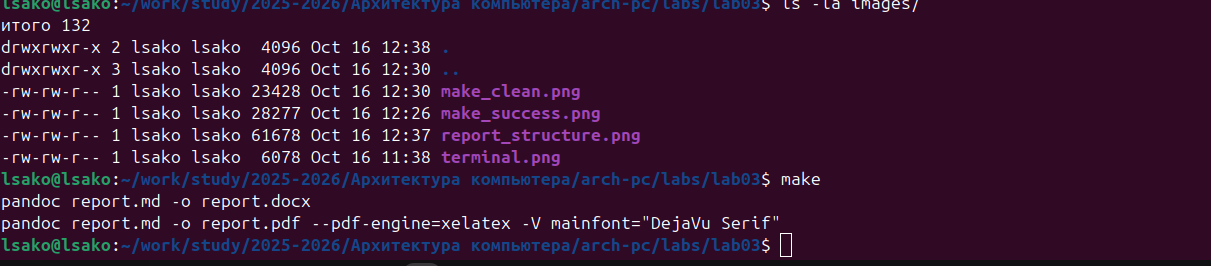 lsako@lsako:~/work/study/2025-2026/Архитектура компьютера/arch-pc/labs/lab03$ ls -la images/
итого 132
drwxrwxr-x 2 lsako lsako  4096 Oct 16 12:38 .
drwxrwxr-x 3 lsako lsako  4096 Oct 16 12:30 ..
-rw-rw-r-- 1 lsako lsako 23428 Oct 16 12:30 make_clean.png
-rw-rw-r-- 1 lsako lsako 28277 Oct 16 12:26 make_success.png
-rw-rw-r-- 1 lsako lsako 61678 Oct 16 12:37 report_structure.png
-rw-rw-r-- 1 lsako lsako  6078 Oct 16 11:38 terminal.png
lsako@lsako:~/work/study/2025-2026/Архитектура компьютера/arch-pc/labs/lab03$ make
pandoc report.md -o report.docx
pandoc report.md -o report.pdf --pdf-engine=xelatex -V mainfont="DejaVu Serif"
lsako@lsako:~/work/study/2025-2026/Архитектура компьютера/arch-pc/labs/lab03$